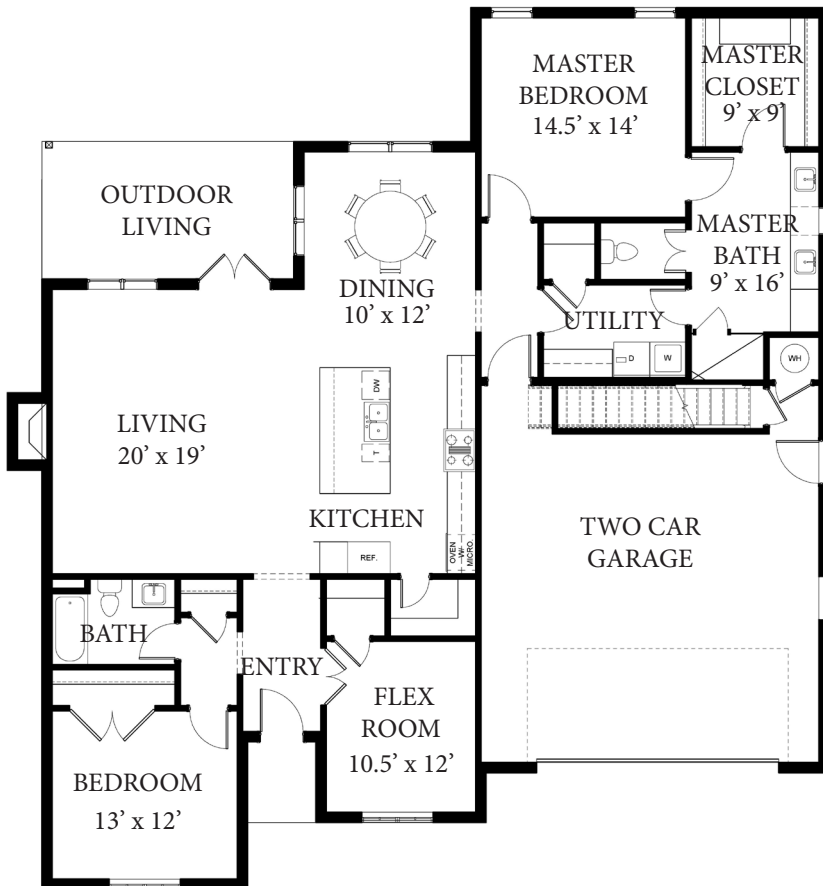 MASTER
BEDROOM
14.5’ x 14’
MASTER
CLOSET
9’ x 9’
OUTDOOR
LIVING
MASTER
BATH
9’ x 16’
DINING
10’ x 12’
UTILITY
D
W
WH
DW
T
LIVING
20’ x 19’
KITCHEN
REF.
OVEN
W/
MICRO.
TWO CAR
GARAGE
BATH
ENTRY
FLEX
ROOM
10.5’ x 12’
BEDROOM
13’ x 12’